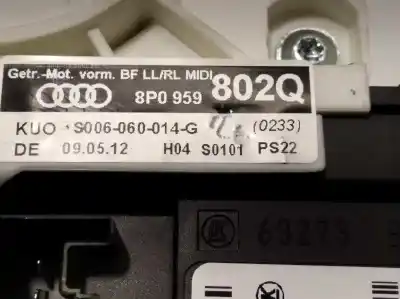 Getr.-Mot. vorm. BF LL/RL MIDI
8P0 959 802Q
KUO S006-060-014-G (0233)
DE 09.05.12 H04 S0101 PS22
K 69273